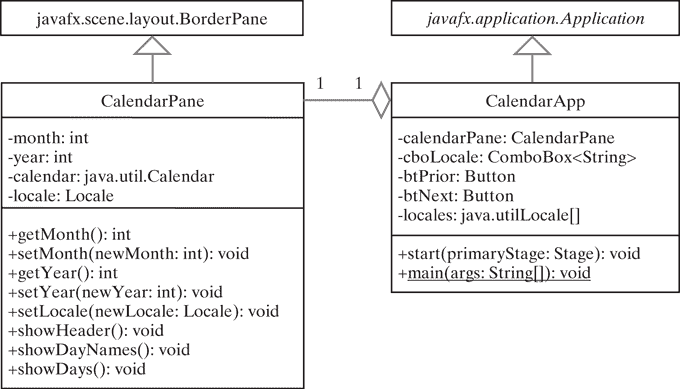 javafx.scene.layout.BorderPane
javafx.application.Application
1
1
CalendarPane
-month: int
-year: int
-calendar: java.util.Calendar
-locale: Locale
+getMonth(): int
+setMonth(newMonth: int): void
+getYear(): int
+setYear(newYear: int): void
+setLocale(newLocale: Locale): void
+showHeader(): void
+showDayNames(): void
+showDays(): void
CalendarApp
-calendarPane: CalendarPane
-cboLocale: ComboBox<String>
-btPrior: Button
-btNext: Button
-locales: java.utilLocale[]
+start(primaryStage: Stage): void
+main(args: String[]): void